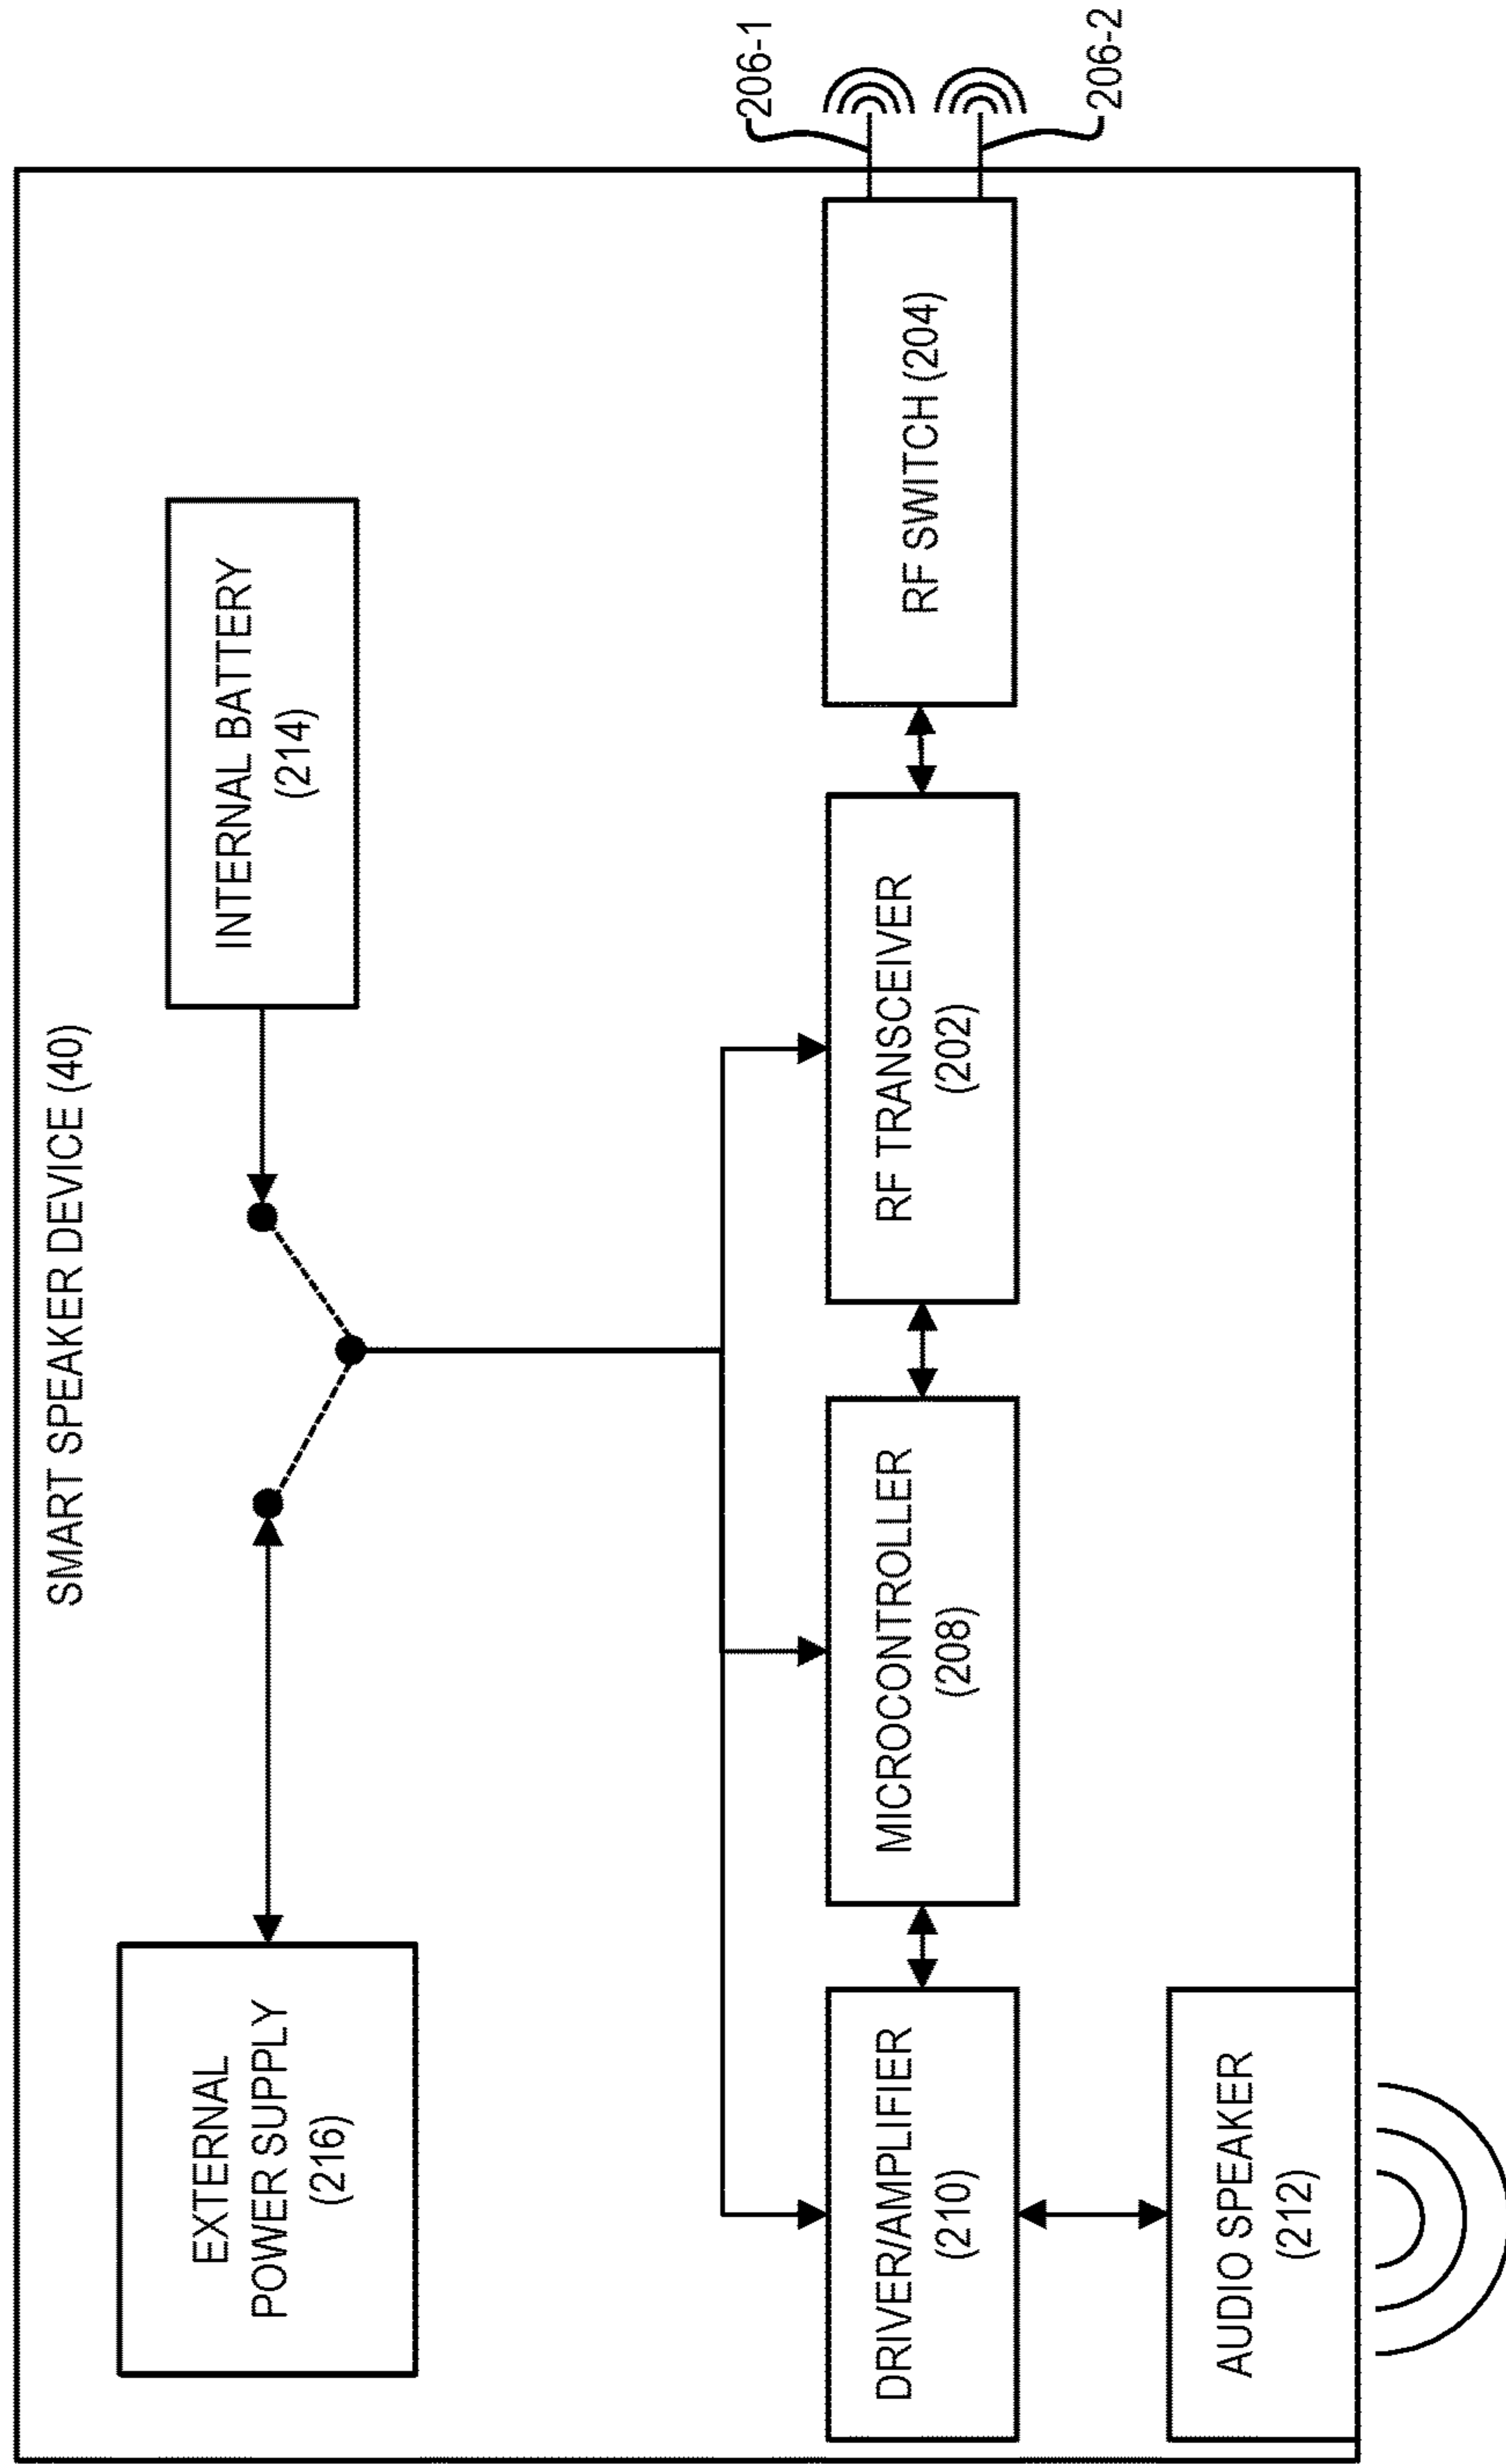 SMART SPEAKER DEVICE (40)
EXTERNAL
POWER SUPPLY
(216)
INTERNAL BATTERY
(214)
DRIVER/AMPLIFIER
(210)
MICROCONTROLLER
(208)
RF TRANSCEIVER
(202)
RF SWITCH (204)
206-1
206-2
AUDIO SPEAKER
(212)